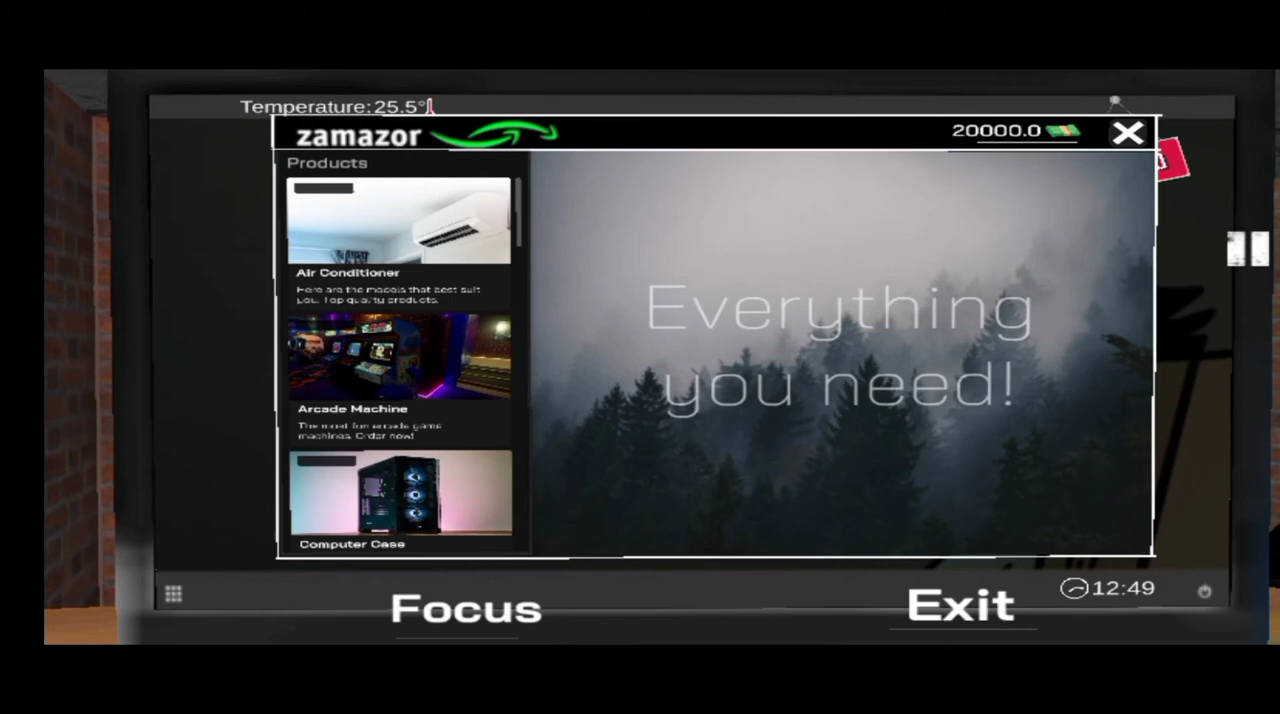 Temperature: 25.5°
zamazor
20000.0
Products
Air Conditioner
Here are the models that best suit
you. Top quality products.
Arcade Machine
The most fun arcade game
machines. Order now!
Computer Case
Everything
you need!
12:49
Focus
Exit